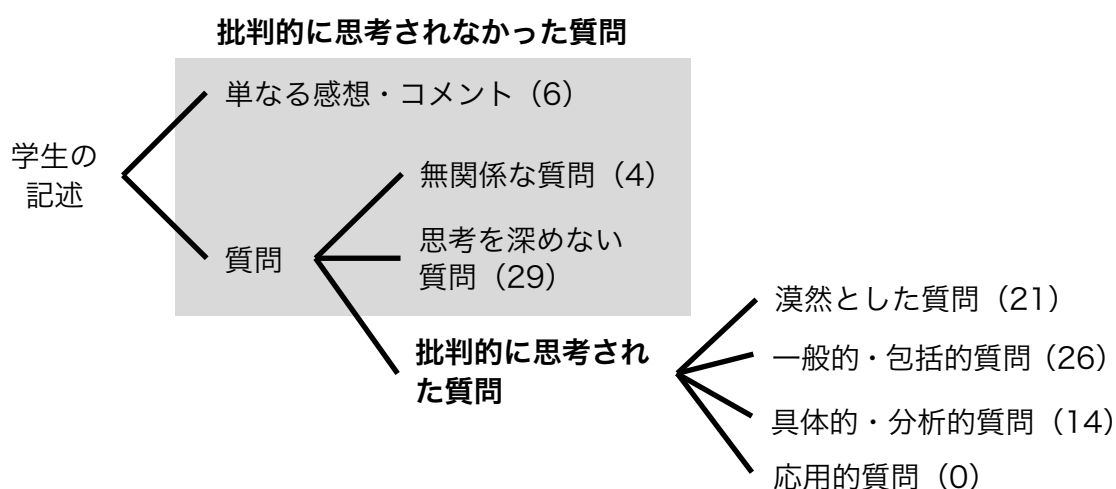 批判的に思考されなかった質問
単なる感想・コメント（6）
学生の
記述
無関係な質問（4）
質問
思考を深めない
質問（29）
批判的に思考され
た質問
漠然とした質問（21）
一般的・包括的質問（26）
具体的・分析的質問（14）
応用的質問（0）